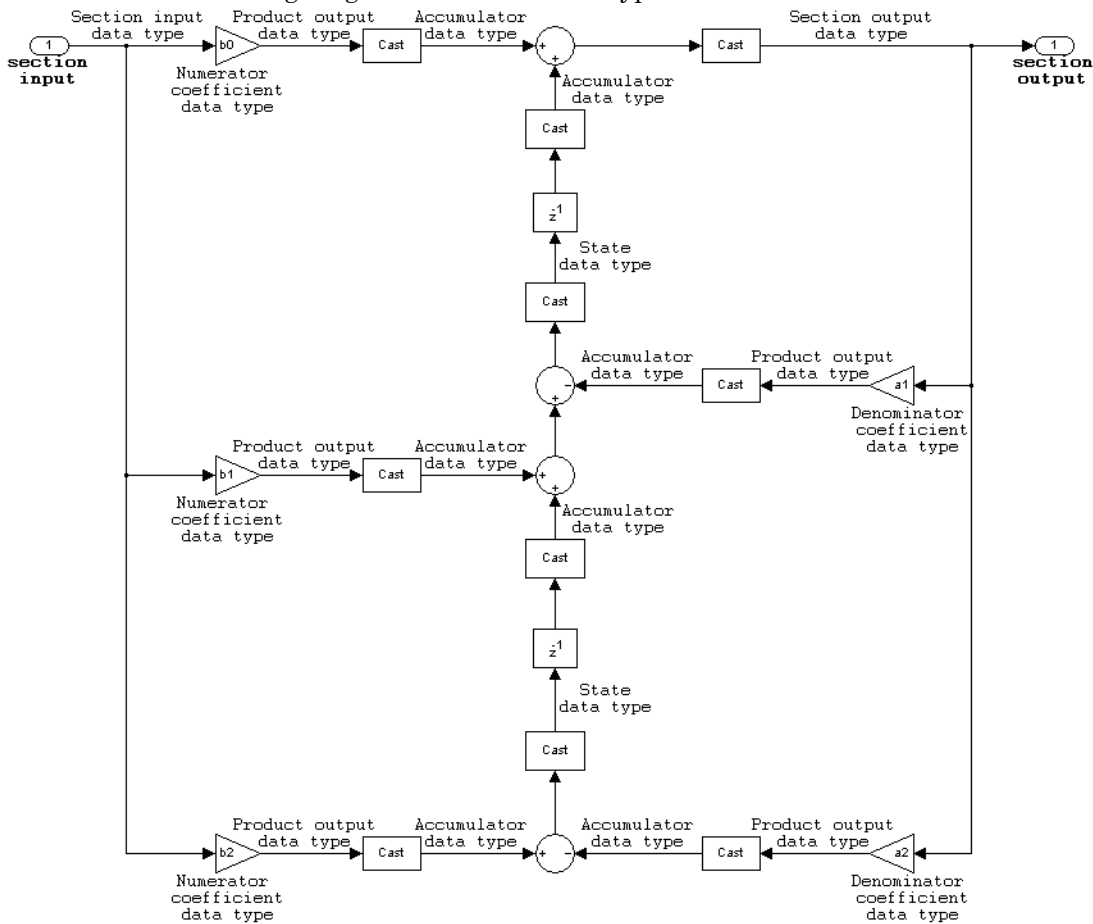 Section input
data type
Product output
data type
Accumulator
data type
Section output
data type
1
section
input
b0
Cast
+
+
Cast
1
section
output
Numerator
coefficient
data type
Accumulator
data type
Cast
z-1
State
data type
Cast
Accumulator
data type
Product output
data type
+
-
Cast
a1
Denominator
coefficient
data type
Product output
data type
Accumulator
data type
b1
Cast
+
+
Numerator
coefficient
data type
Accumulator
data type
Cast
z-1
State
data type
Cast
Product output
data type
Accumulator
data type
Accumulator
data type
Product output
data type
b2
Cast
+
-
Cast
a2
Numerator
coefficient
data type
Denominator
coefficient
data type